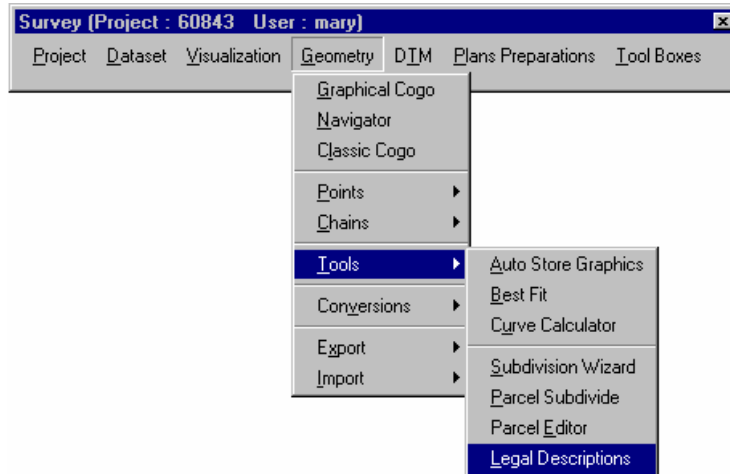 Survey (Project : 60843 User : mary)
Project Dataset Visualization Geometry DTM Plans Preparations Tool Boxes
Graphical Cogo
Navigator
Classic Cogo
Points
Chains
Tools
Conversions
Export
Import
Auto Store Graphics
Best Fit
Curve Calculator
Subdivision Wizard
Parcel Subdivide
Parcel Editor
Legal Descriptions